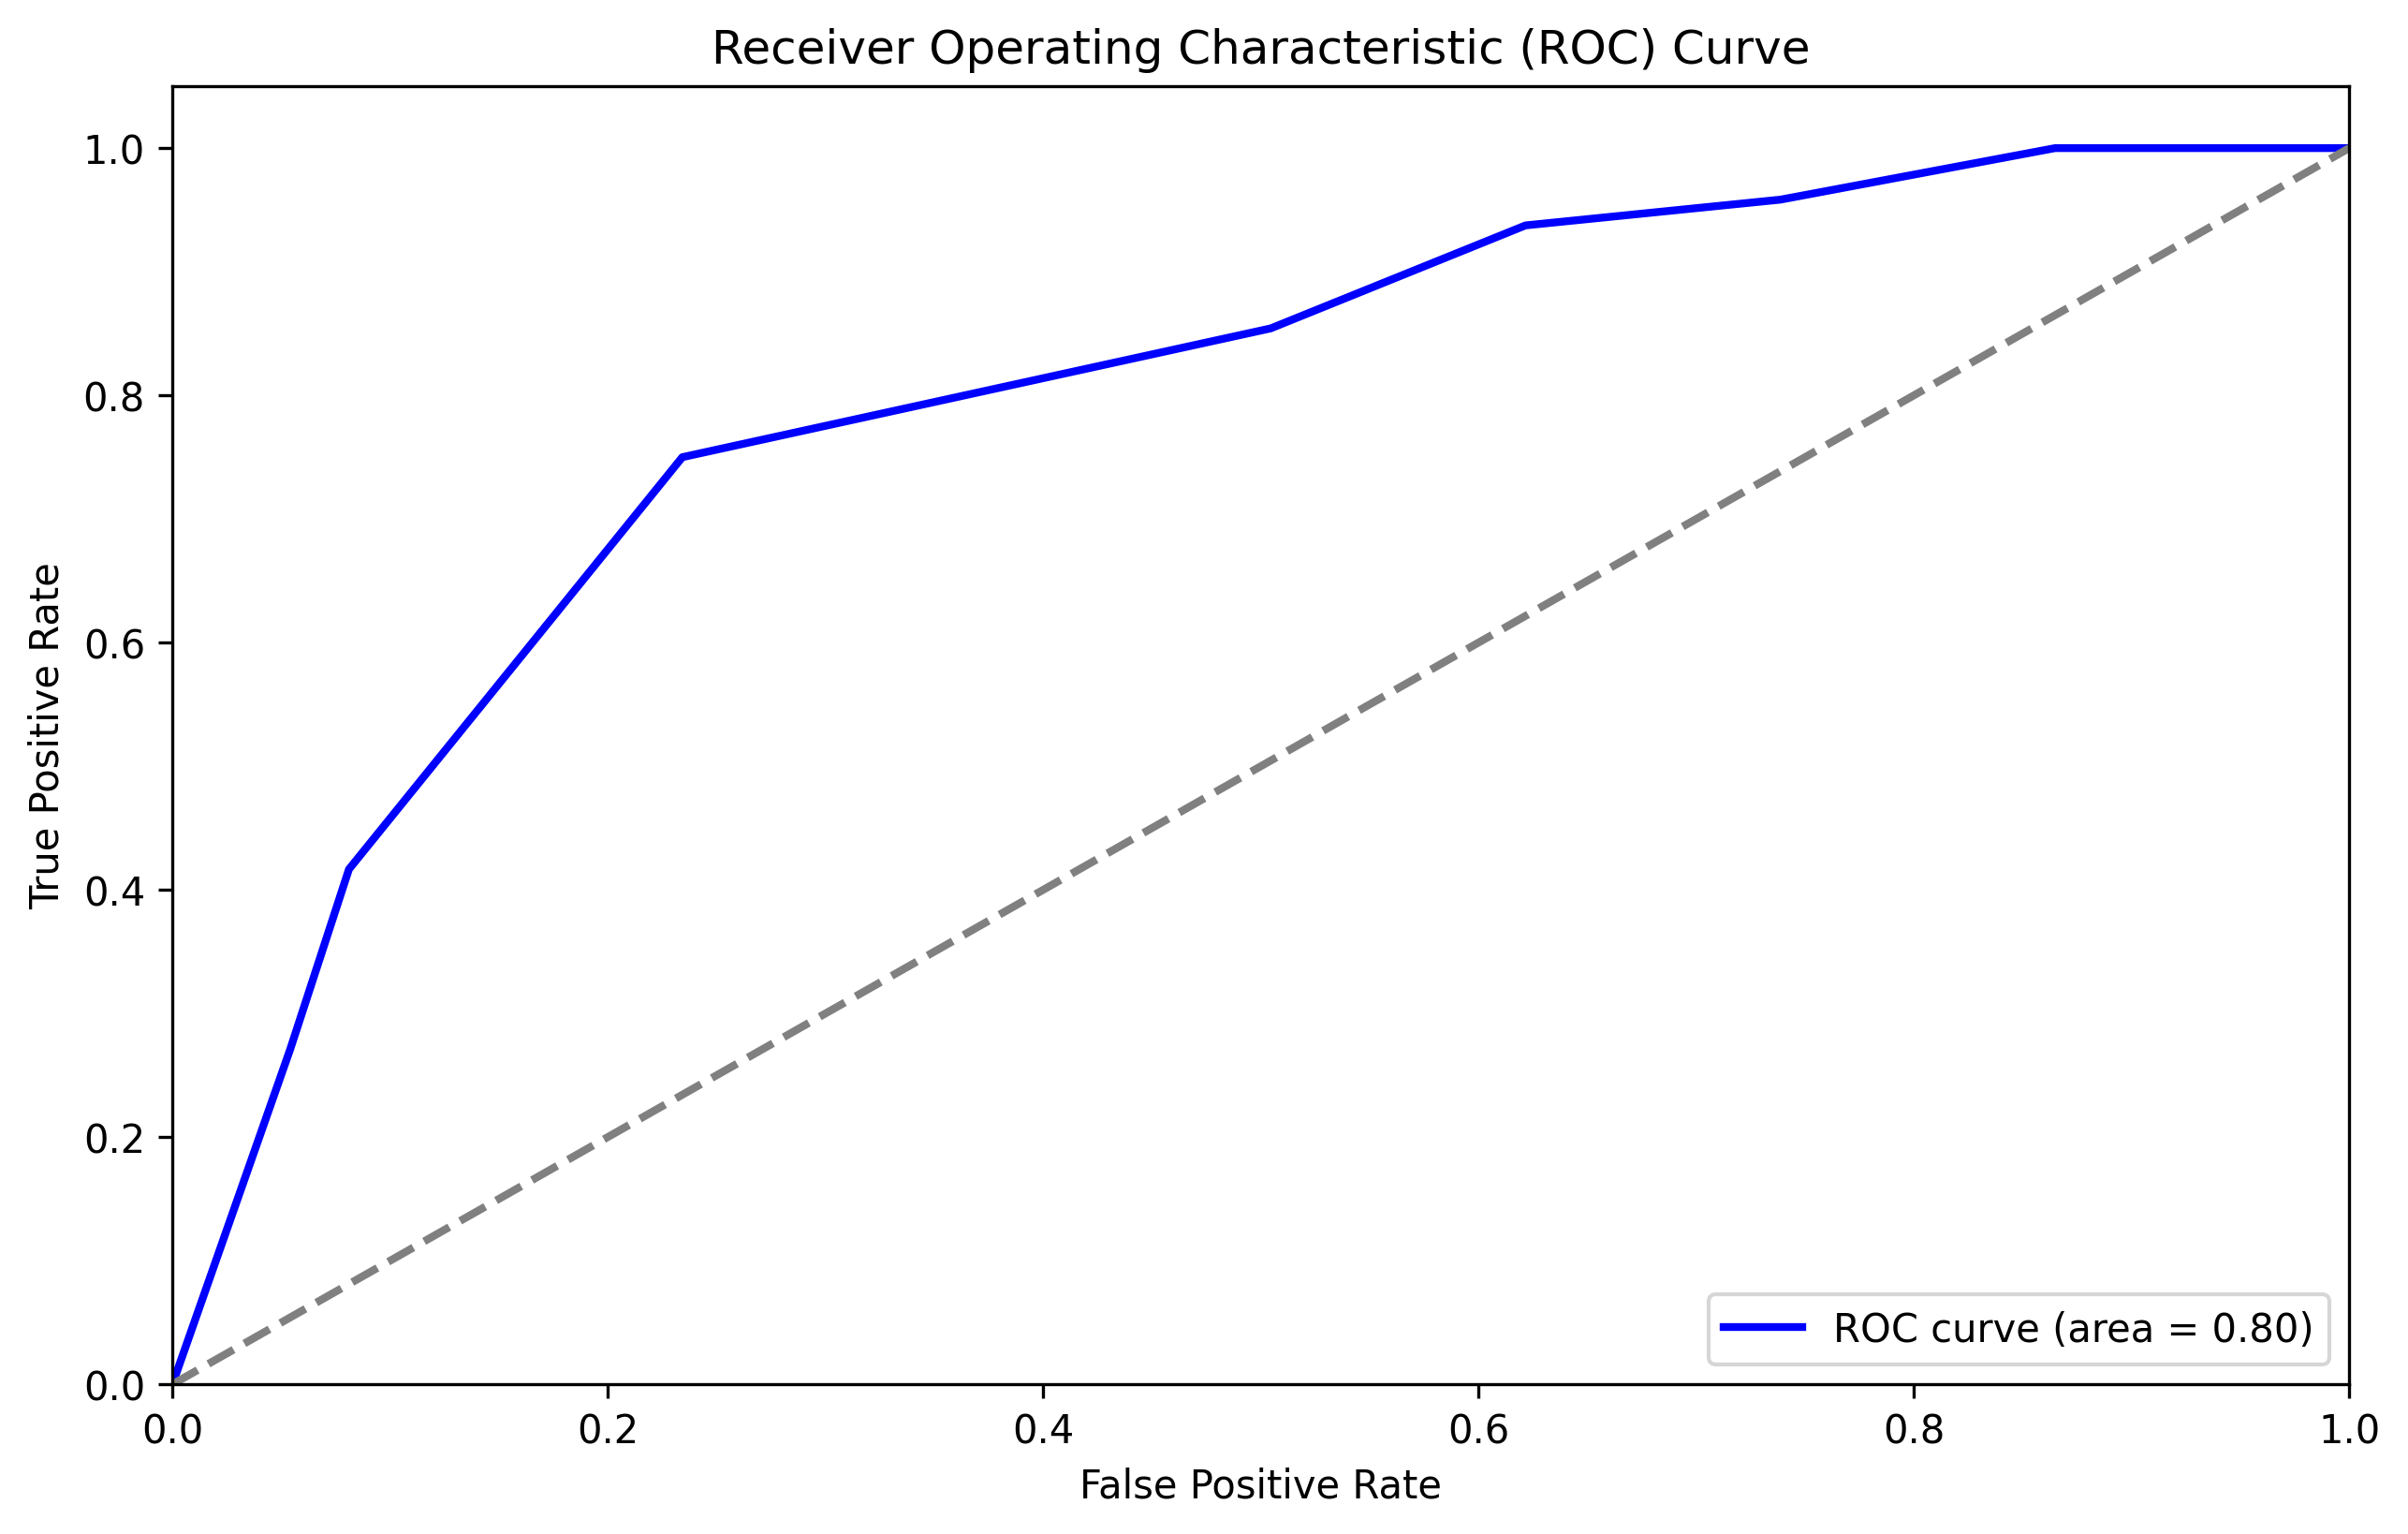 Receiver Operating Characteristic (ROC) Curve
1.0
0.8
0.6
0.4
0.2
0.0
True Positive Rate
ROC curve (area = 0.80)
0.0 0.2 0.4 0.6 0.8 1.0
False Positive Rate